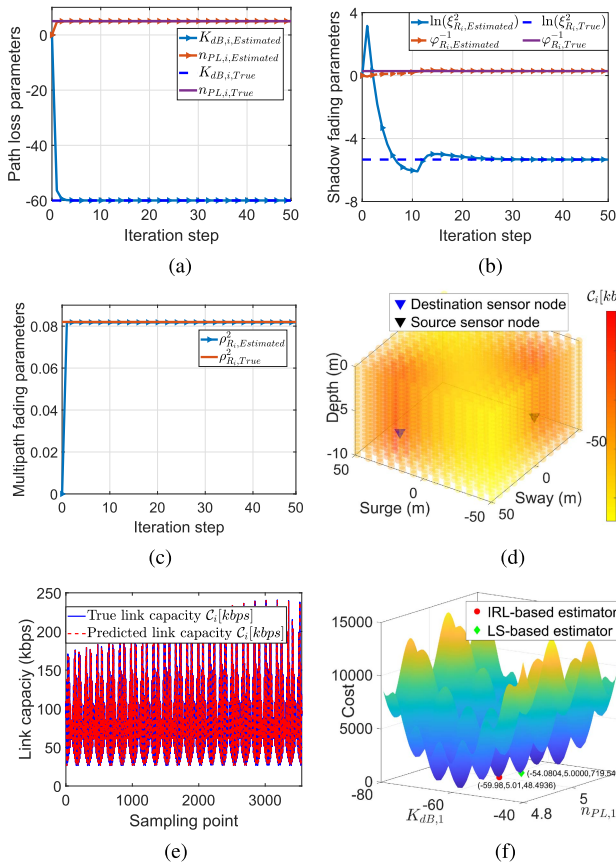 Path loss parameters
0
-20
-40
-60
K_{dB,i,Estimated}
n_{PL,i,Estimated}
K_{dB,i,True}
n_{PL,i,True}
0 10 20 30 40 50
Iteration step
(a)
Shadow fading parameters
4
0
-4
-8
ln(ξ²_{R_i,Estimated}) ln(ξ²_{R_i,True})
φ^{-1}_{R_i,Estimated} φ^{-1}_{R_i,True}
0 10 20 30 40 50
Iteration step
(b)
Multipath fading parameters
0.08
0.06
0.04
0.02
0
ρ²_{R_i,Estimated}
ρ²_{R_i,True}
0 10 20 30 40 50
Iteration step
(c)
Destination sensor node
Source sensor node
Depth (m)
0
-5
-10
50
0
-50
Surge (m)
50
0
-50
Sway (m)
(d)
Link capaciy (kbps)
250
200
150
100
50
0
True link capacity C_i[kbps]
Predicted link capacity C_i[kbps]
0 1000 2000 3000
Sampling point
(e)
IRL-based estimator
LS-based estimator
Cost
15000
10000
5000
0
(-59.98,5.01,48.4936)
-80
-60
-40
K_{dB,1}
4.8
5
n_{PL,1}
(f)